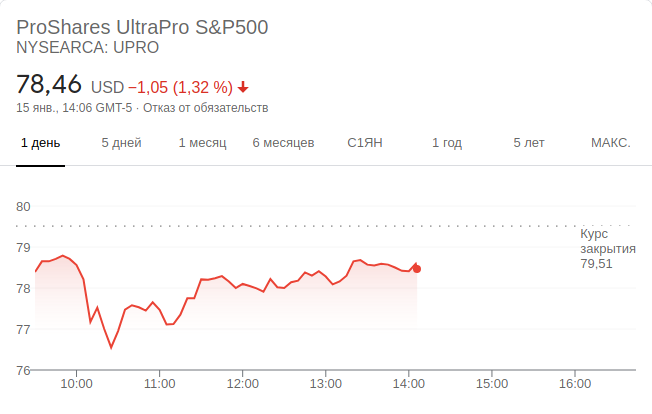 ProShares UltraPro S&P500
NYSEARCA: UPRO
78,46 USD −1,05 (1,32 %)
15 янв., 14:06 GMT-5 · Отказ от обязательств
1 день 5 дней 1 месяц 6 месяцев С1ЯН 1 год 5 лет МАКС.
80
Курс
закрытия
79,51
79
78
77
76
10:00 11:00 12:00 13:00 14:00 15:00 16:00